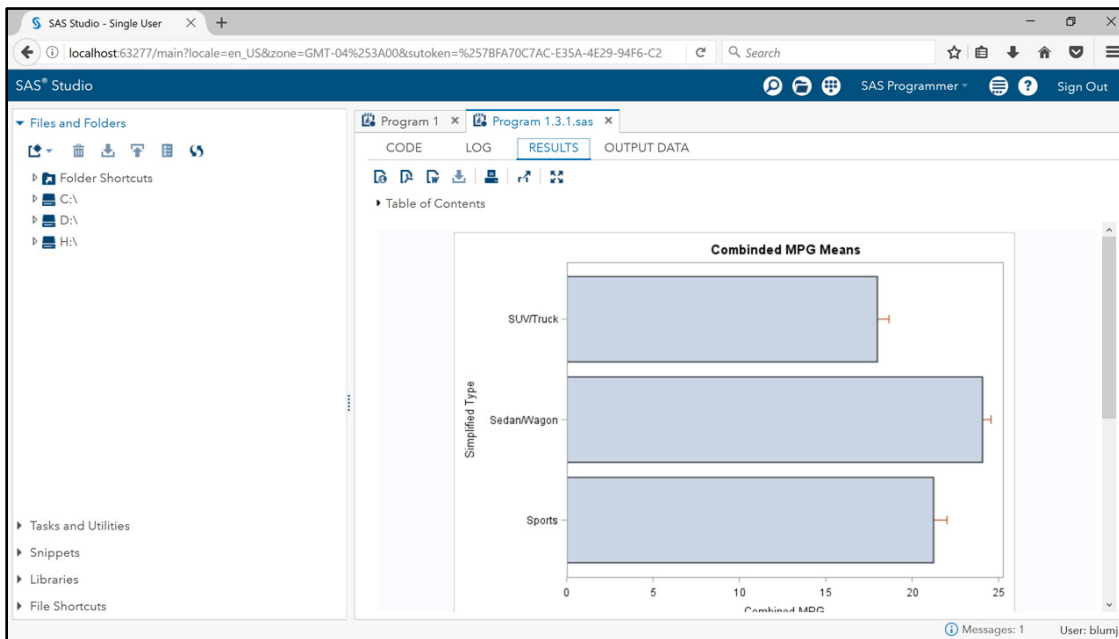 SAS Studio - Single User
localhost:63277/main?locale=en_US&zone=GMT-04%253A00&sutoken=%257BFA70C7AC-E35A-4E29-94F6-C2
Search
SAS® Studio
SAS Programmer
Sign Out
Files and Folders
Folder Shortcuts
C:\
D:\
H:\
Tasks and Utilities
Snippets
Libraries
File Shortcuts
Program 1
Program 1.3.1.sas
CODE LOG RESULTS OUTPUT DATA
Table of Contents
Combinded MPG Means
Simplified Type
SUV/Truck
Sedan/Wagon
Sports
0 5 10 15 20 25
Combined MPG
Messages: 1 User: blumj